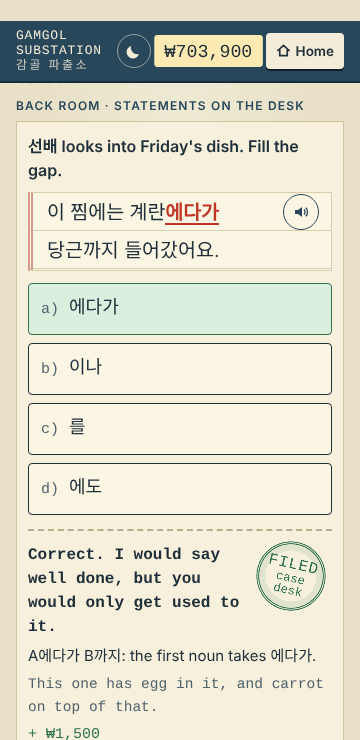 GAMGOL
SUBSTATION
감골 파출소
₩703,900
Home
BACK ROOM · STATEMENTS ON THE DESK
선배 looks into Friday's dish. Fill the
gap.
이 찜에는 계란에다가
당근까지 들어갔어요.
a) 에다가
b) 이나
c) 를
d) 에도
Correct. I would say
well done, but you
would only get used to
it.
FILED
case
desk
A에다가 B까지: the first noun takes 에다가.
This one has egg in it, and carrot
on top of that.
+ ₩1,500